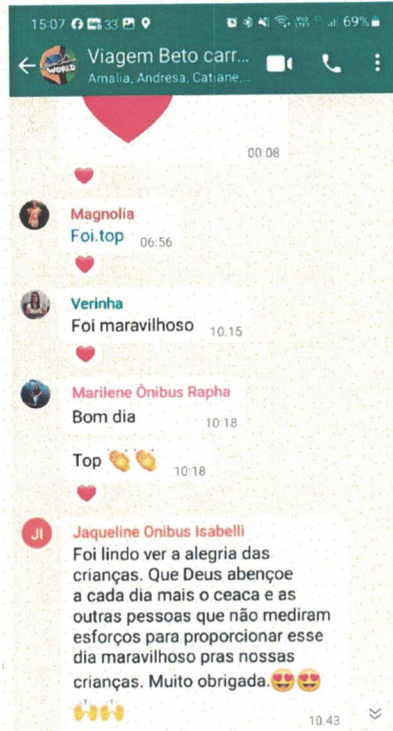 15:07 33 69%
Viagem Beto carr...
WORLD
Amalia, Andresa, Catiane,...
00:08
Magnolia
Foi.top 06:56
Verinha
Foi maravilhoso 10:15
Marilene Ônibus Rapha
Bom dia 10:18
Top 👏👏 10:18
JI
Jaqueline Onibus Isabelli
Foi lindo ver a alegria das
crianças. Que Deus abençoe
a cada dia mais o ceaca e as
outras pessoas que não mediram
esforços para proporcionar esse
dia maravilhoso pras nossas
crianças. Muito obrigada.😍😍
🙌🙌 10:43